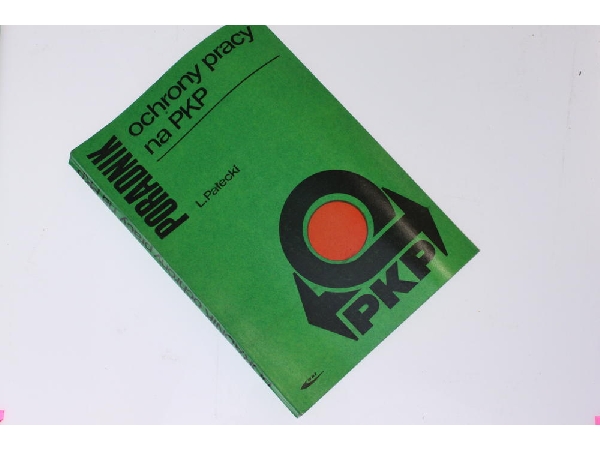 PORADNIK
ochrony pracy
na PKP
L. Pałecki
PKP